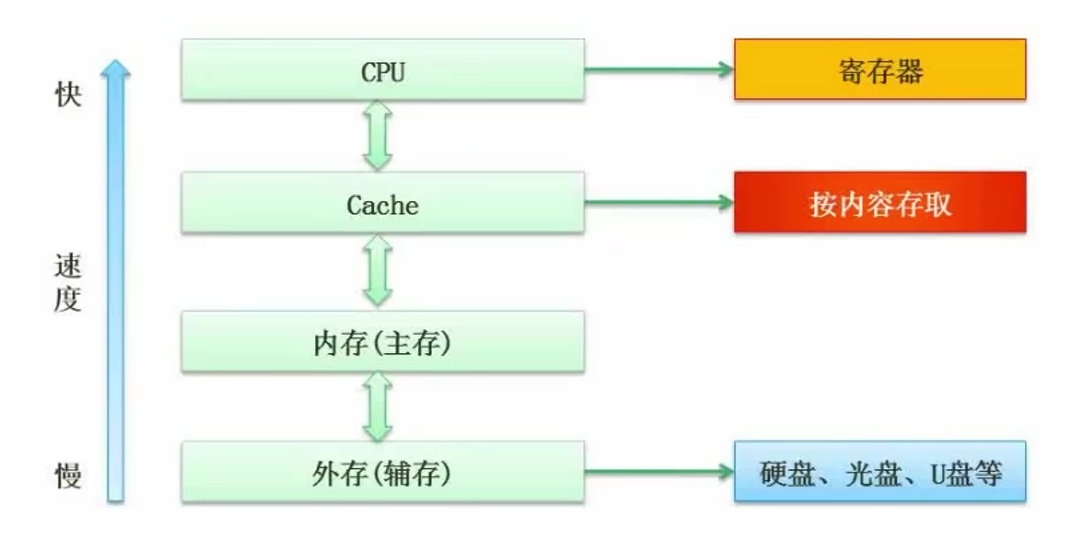 快
CPU
寄存器
Cache
按内容存取
速
度
内存(主存)
慢
外存(辅存)
硬盘、光盘、U盘等